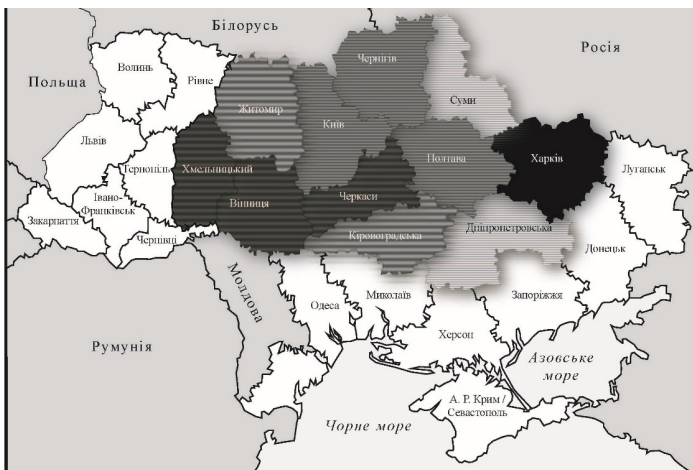 Білорусь
Росія
Польща
Волинь
Рівне
Житомир
Київ
Чернігів
Суми
Львів
Тернопіль
Хмельницький
Вінниця
Черкаси
Полтава
Харків
Луганськ
Закарпаття
Івано-
Франківськ
Чернівці
Кіровоградська
Дніпропетровська
Донецьк
Молдова
Одеса
Миколаїв
Запоріжжя
Херсон
Румунія
Азовське
море
А. Р. Крим /
Севастополь
Чорне море